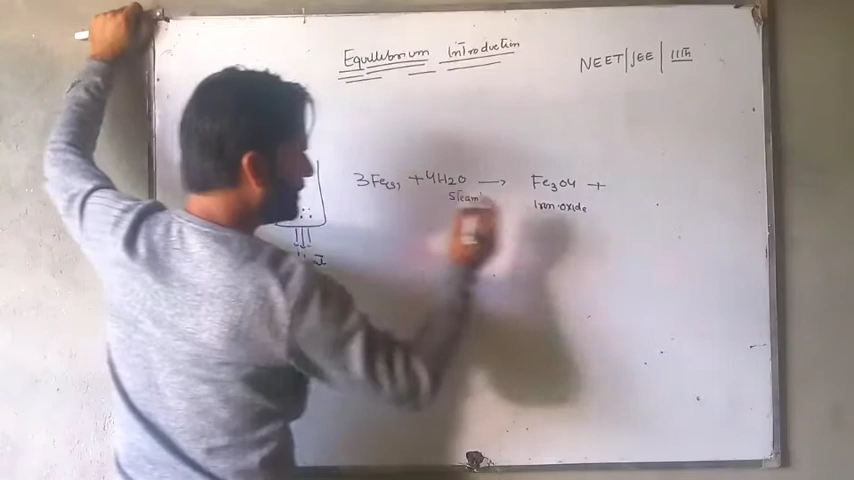 Equilibrium Introduction
NEET|JEE|11th
3Fe(s) + 4H2O → Fe3O4 +
Steam
Iron oxide
I